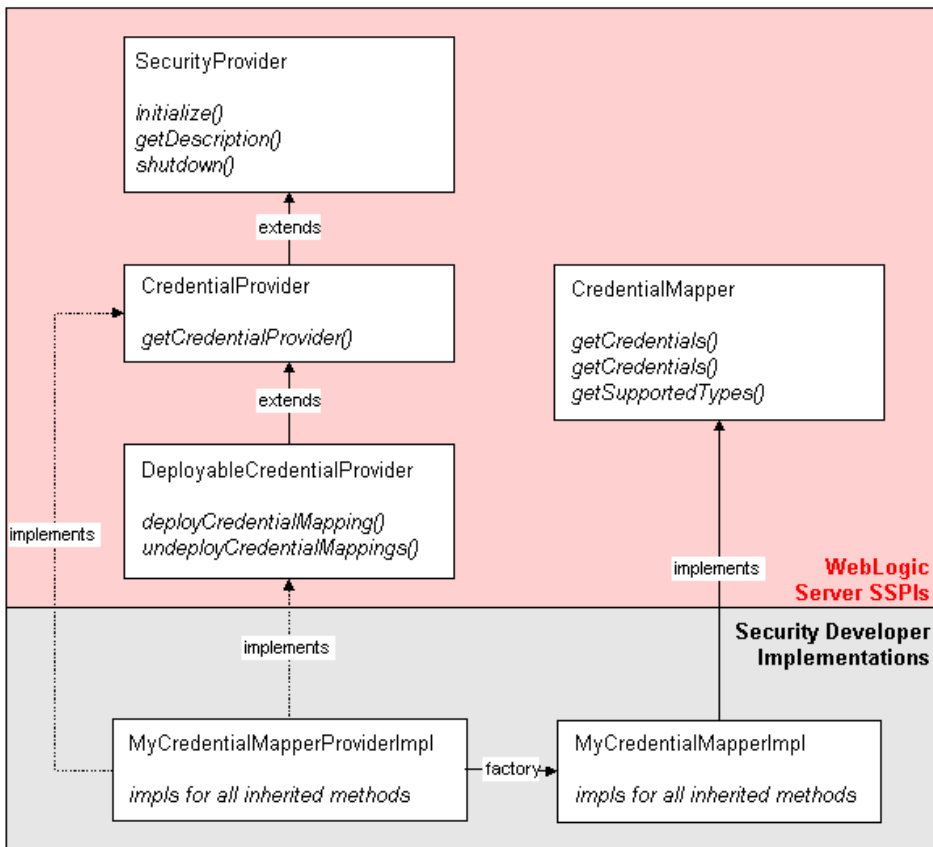 SecurityProvider
initialize()
getDescription()
shutdown()
extends
CredentialProvider
getCredentialProvider()
CredentialMapper
getCredentials()
getCredentials()
getSupportedTypes()
extends
DeployableCredentialProvider
deployCredentialMapping()
undeployCredentialMappings()
implements
implements
WebLogic
Server SSPIs
Security Developer
Implementations
implements
MyCredentialMapperProviderImpl
impls for all inherited methods
factory
MyCredentialMapperImpl
impls for all inherited methods